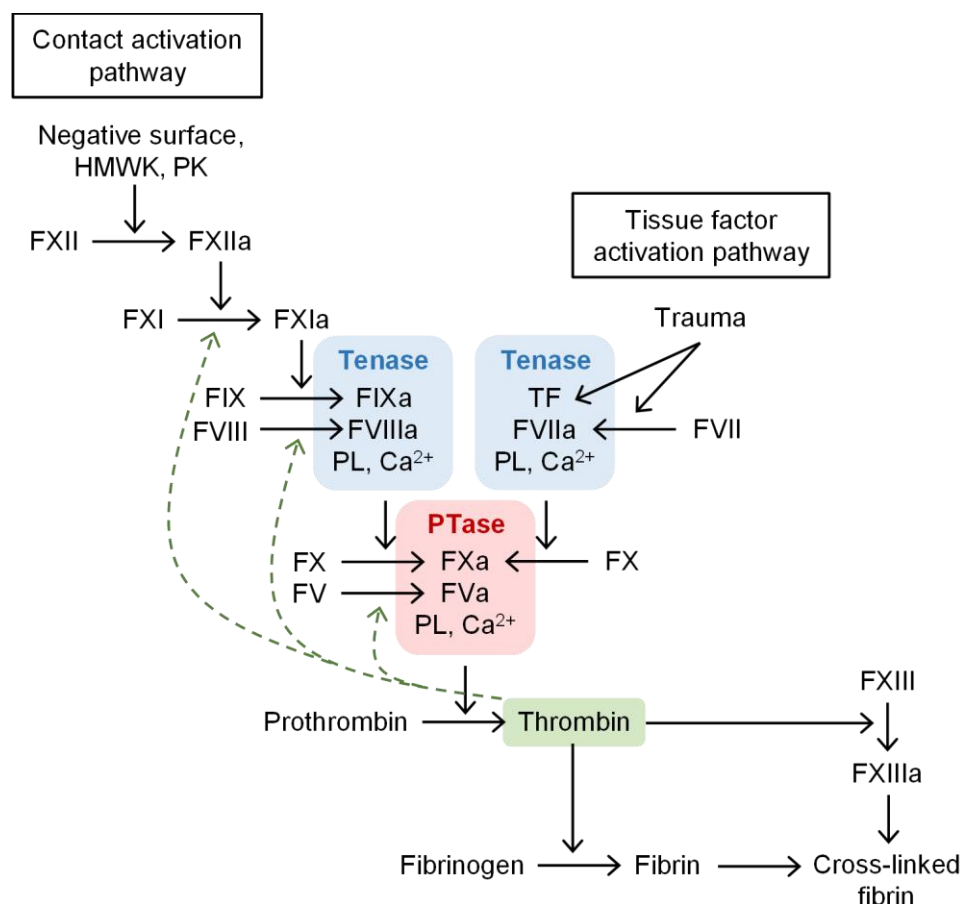 Contact activation
pathway
Negative surface,
HMWK, PK
FXII
FXIIa
Tissue factor
activation pathway
FXI
FXIa
Trauma
Tenase
Tenase
FIX
FIXa
TF
FVIII
FVIIIa
FVIIa
FVII
PL, Ca²⁺
PL, Ca²⁺
PTase
FX
FXa
FX
FV
FVa
PL, Ca²⁺
FXIII
Prothrombin
Thrombin
FXIIIa
Fibrinogen
Fibrin
Cross-linked
fibrin